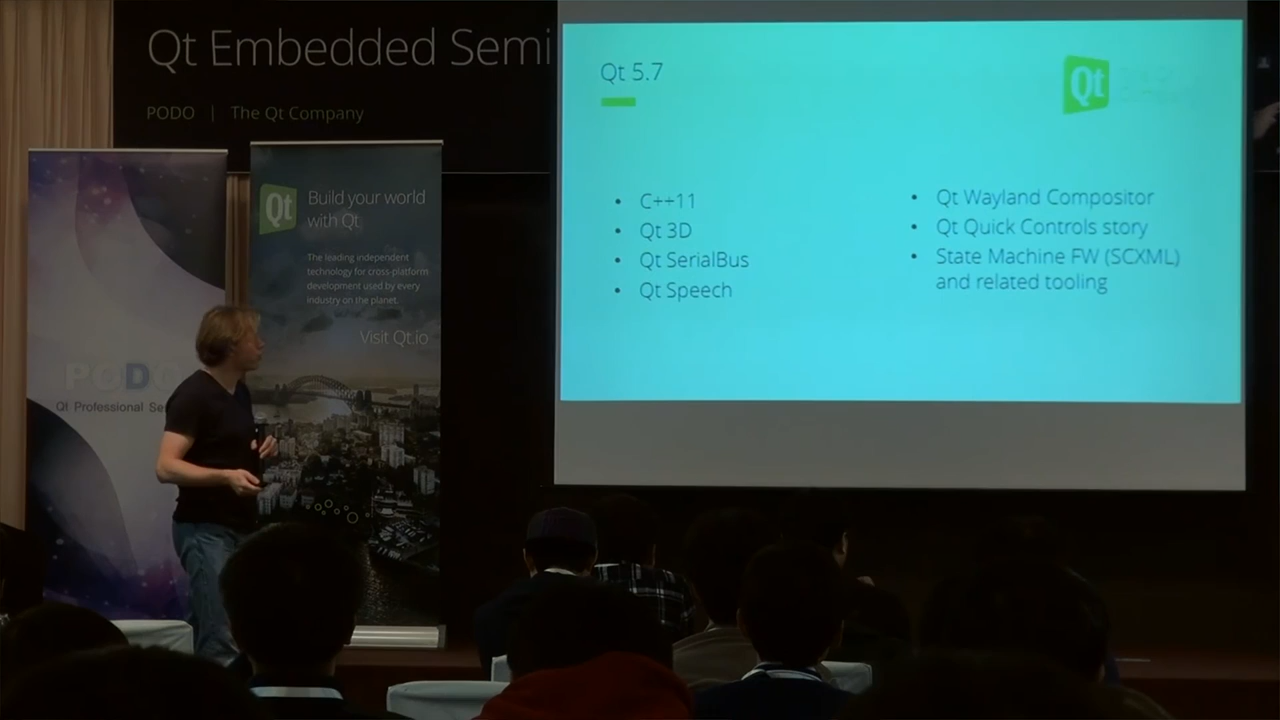 Qt Embedded Semi
PODO | The Qt Company
Qt
Build your world
with Qt
The leading independent
technology for cross-platform
development used by every
industry on the planet.
Visit Qt.io
PODO
Qt Professional Se
Qt 5.7
Qt
• C++11
• Qt 3D
• Qt SerialBus
• Qt Speech
• Qt Wayland Compositor
• Qt Quick Controls story
• State Machine FW (SCXML)
and related tooling